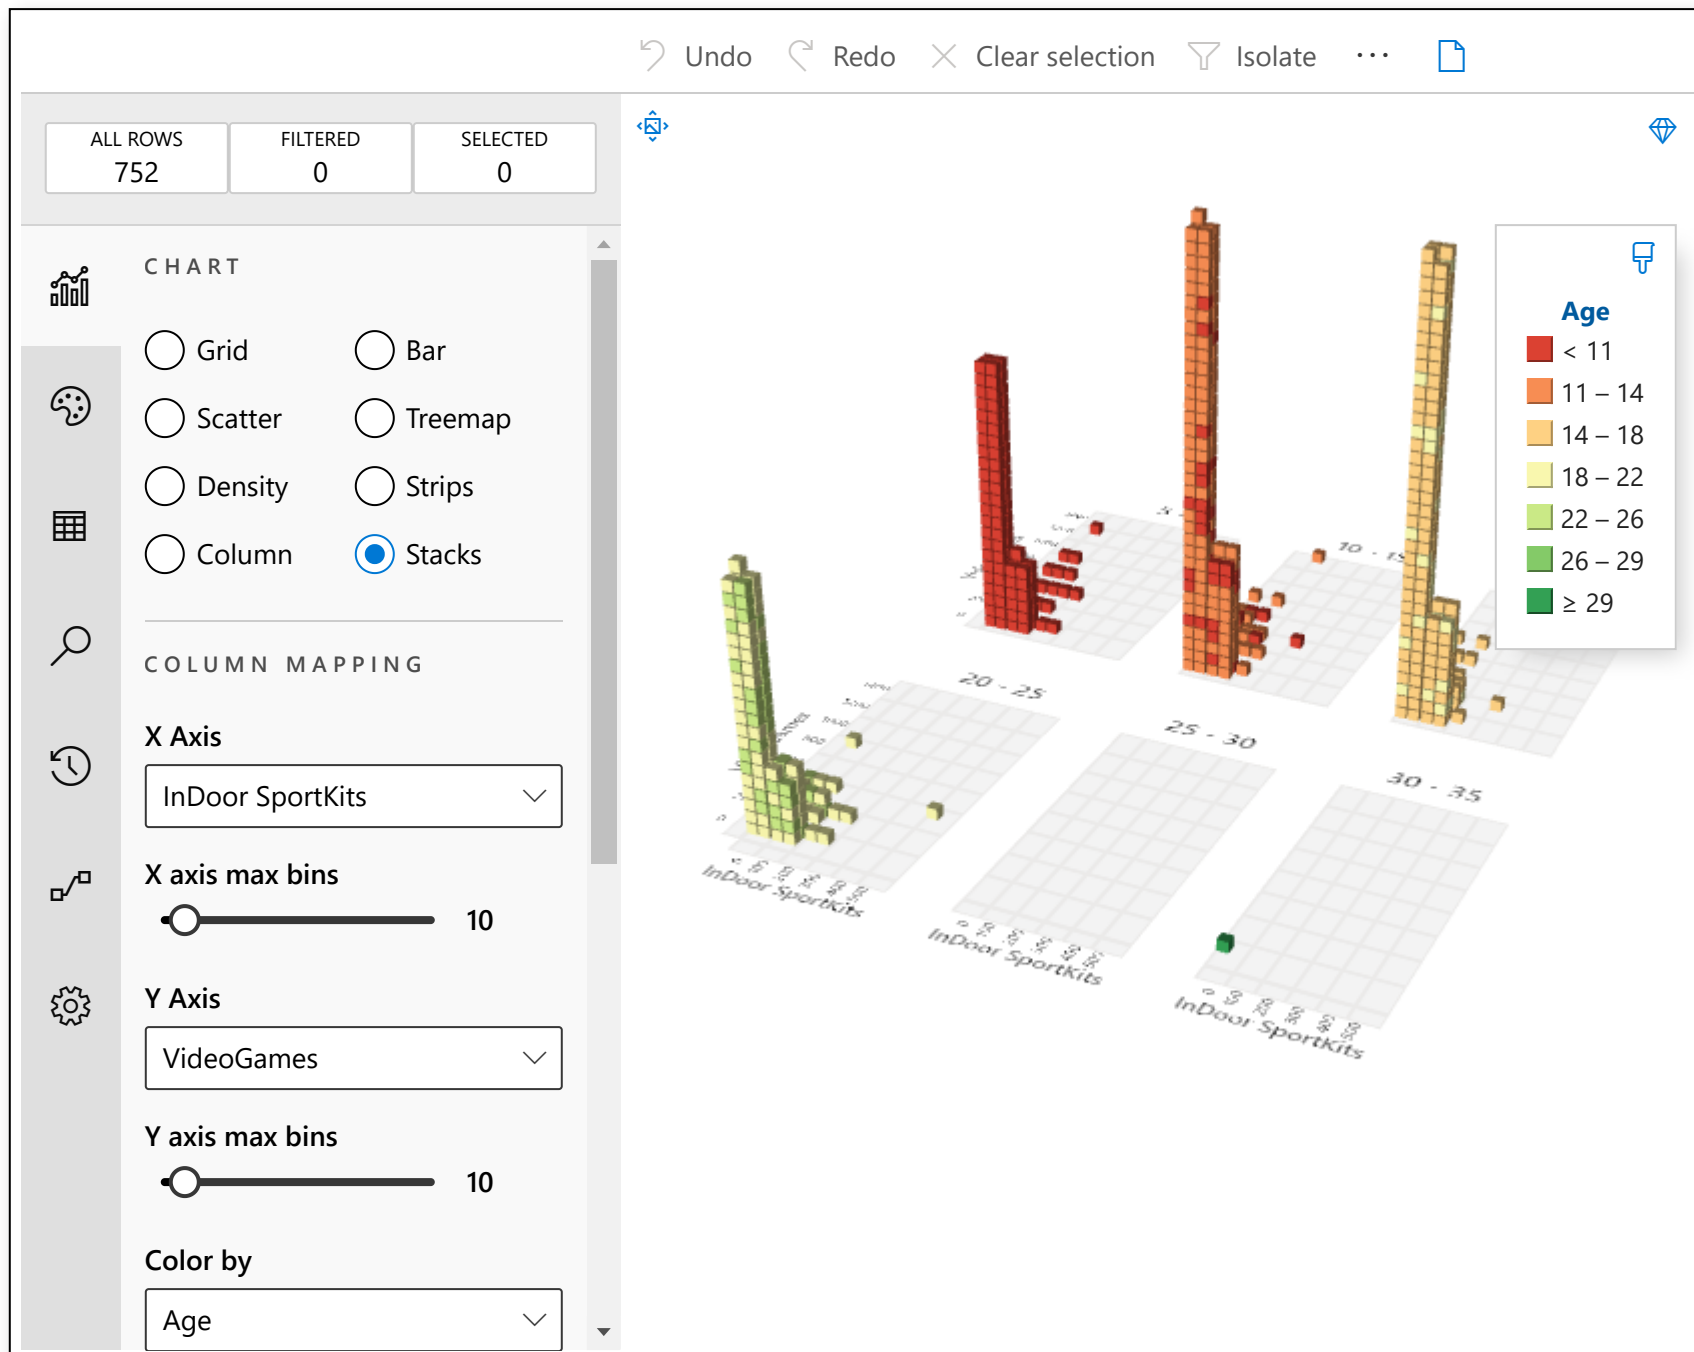 Undo Redo Clear selection Isolate ...
ALL ROWS FILTERED SELECTED
752 0 0
CHART
Grid Bar
Scatter Treemap
Density Strips
Column Stacks
COLUMN MAPPING
X Axis
InDoor SportKits
X axis max bins
10
Y Axis
VideoGames
Y axis max bins
10
Color by
Age
10 - 15
20 - 25
25 - 30
30 - 35
InDoor SportKits
InDoor SportKits
InDoor SportKits
Age
< 11
11 – 14
14 – 18
18 – 22
22 – 26
26 – 29
≥ 29